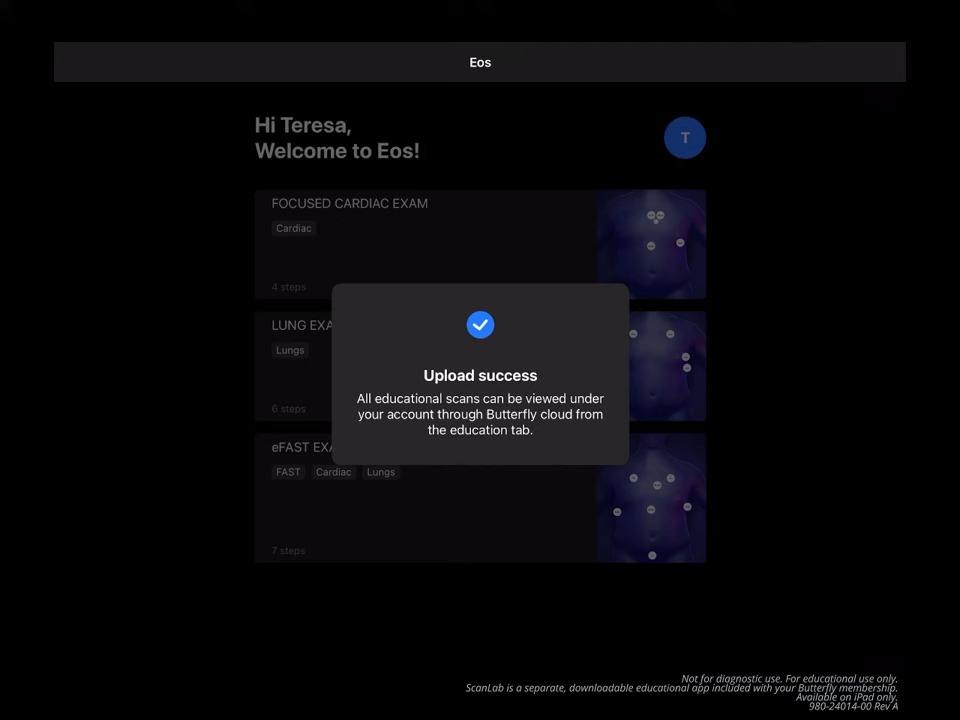 Eos
Hi Teresa,
Welcome to Eos!
T
FOCUSED CARDIAC EXAM
Cardiac
4 steps
LUNG EXA
Lungs
6 steps
eFAST EXA
FAST Cardiac Lungs
7 steps
Upload success
All educational scans can be viewed under
your account through Butterfly cloud from
the education tab.
Not for diagnostic use. For educational use only.
ScanLab is a separate, downloadable educational app included with your Butterfly membership.
Available on iPad only.
980-24014-00 Rev A